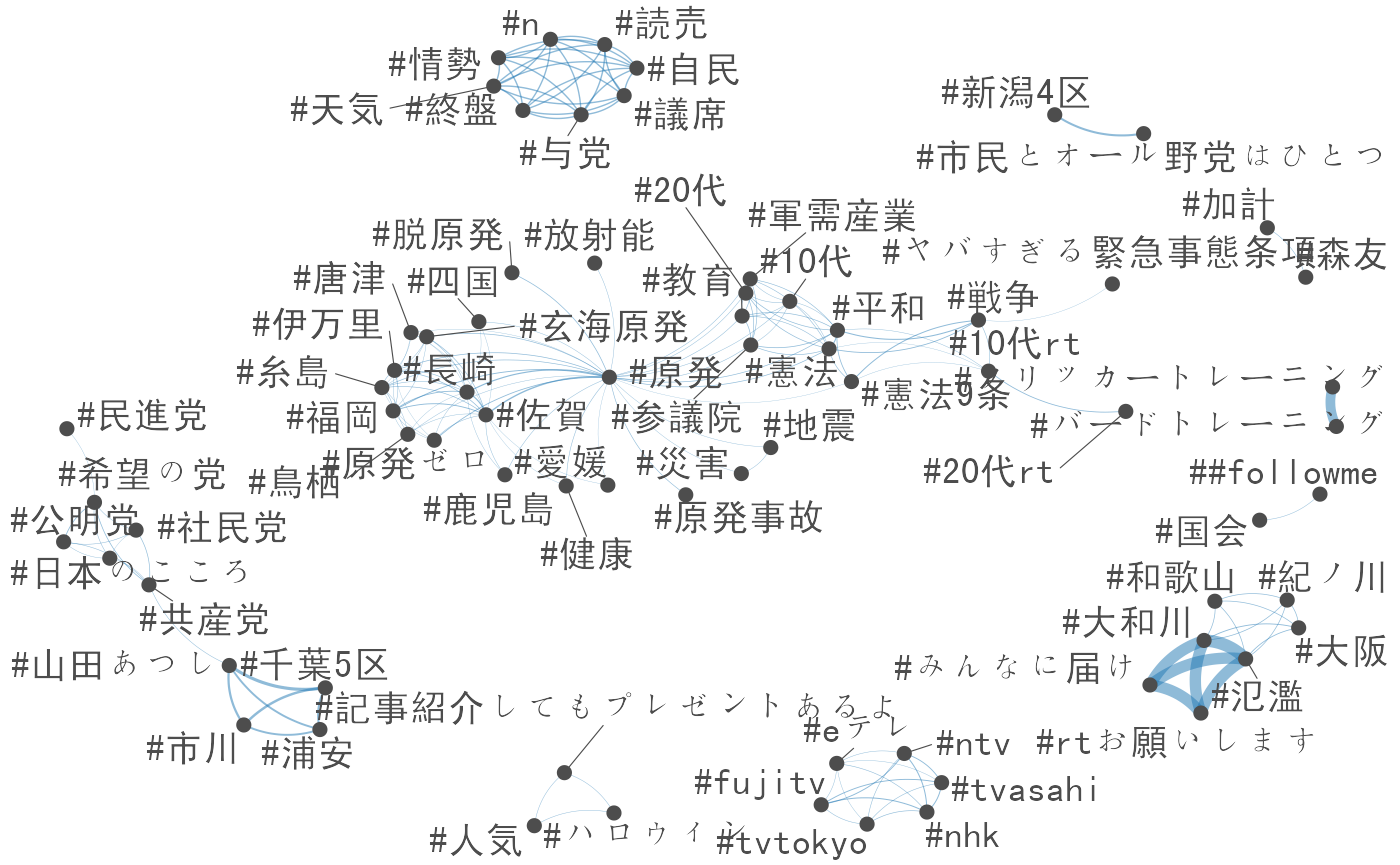 #n
#読売
#情勢
#自民
#天気
#終盤
#議席
#与党
#新潟4区
#市民とオール野党はひとつ
#20代
#加計
#軍需産業
#脱原発
#放射能
#ヤバすぎる緊急事態条項
#森友
#唐津
#四国
#教育
#10代
#平和
#戦争
#伊万里
#玄海原発
#10代rt
#糸島
#長崎
#原発
#憲法
#憲法9条
#クリッカートレーニング
#福岡
#佐賀
#参議院
#地震
#バードトレーニング
#民進党
#希望の党
#鳥栖
#原発ゼロ
#愛媛
#災害
#20代rt
##followme
#公明党
#社民党
#鹿児島
#原発事故
#国会
#健康
#日本のこころ
#和歌山
#紀ノ川
#共産党
#大和川
#大阪
#山田あつし
#千葉5区
#みんなに届け
#氾濫
#記事紹介してもプレゼントあるよ
#市川
#浦安
#eテレ
#ntv
#rtお願いします
#fujitv
#tvasahi
#人気
#ハロウィン
#tvtokyo
#nhk